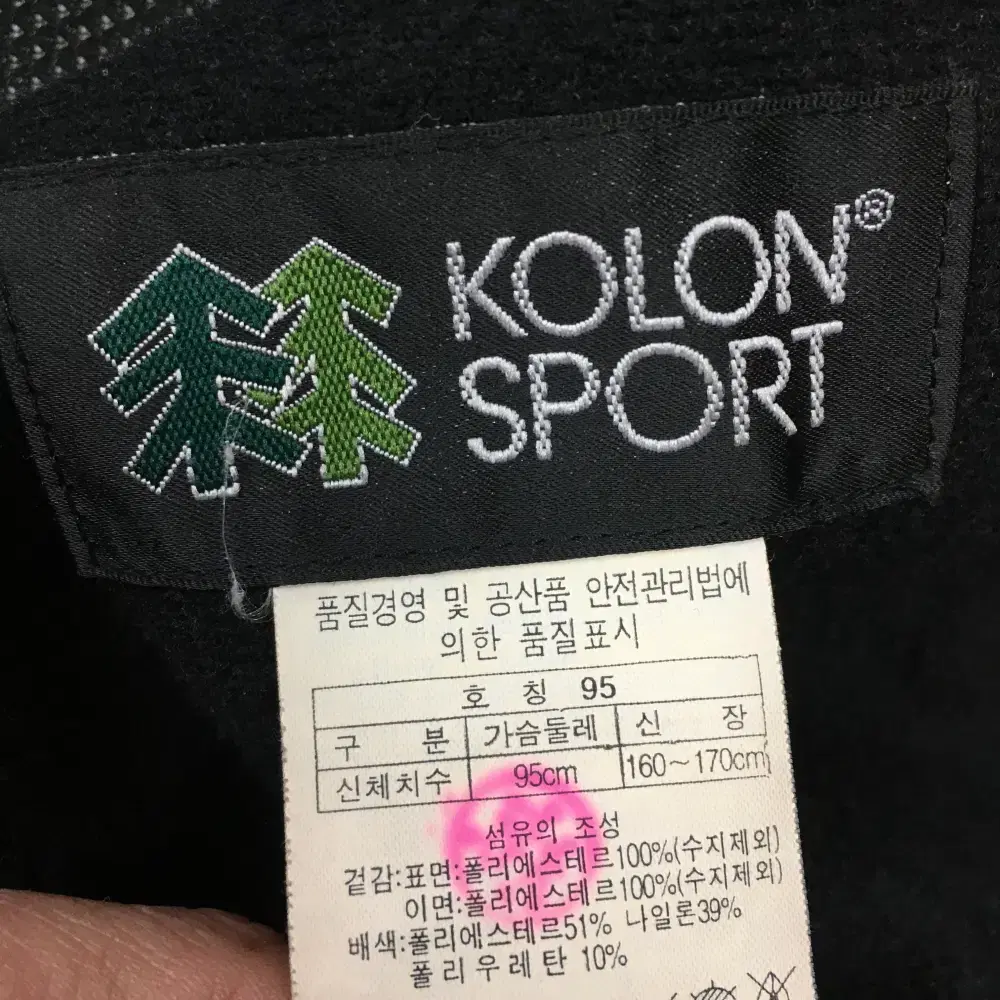 KOLON®
SPORT
품질경영 및 공산품 안전관리법에
의한 품질표시
호 칭 95
구 분 가슴둘레 신 장
신체치수 95cm 160~170cm
섬유의 조성
겉감:표면:폴리에스테르100%(수지제외)
이면:폴리에스테르100%(수지제외)
배색:폴리에스테르51% 나일론39%
폴리우레탄 10%